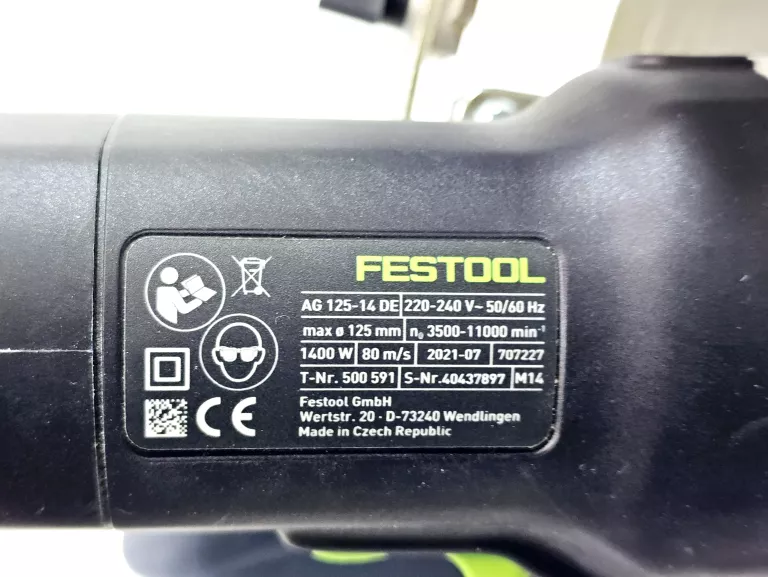 FESTOOL
AG 125-14 DE 220-240 V~ 50/60 Hz
max ø 125 mm n₀ 3500-11000 min⁻¹
1400 W 80 m/s 2021-07 707227
T-Nr. 500 591 S-Nr.40437897 M14
CE
Festool GmbH
Wertstr. 20 · D-73240 Wendlingen
Made in Czech Republic